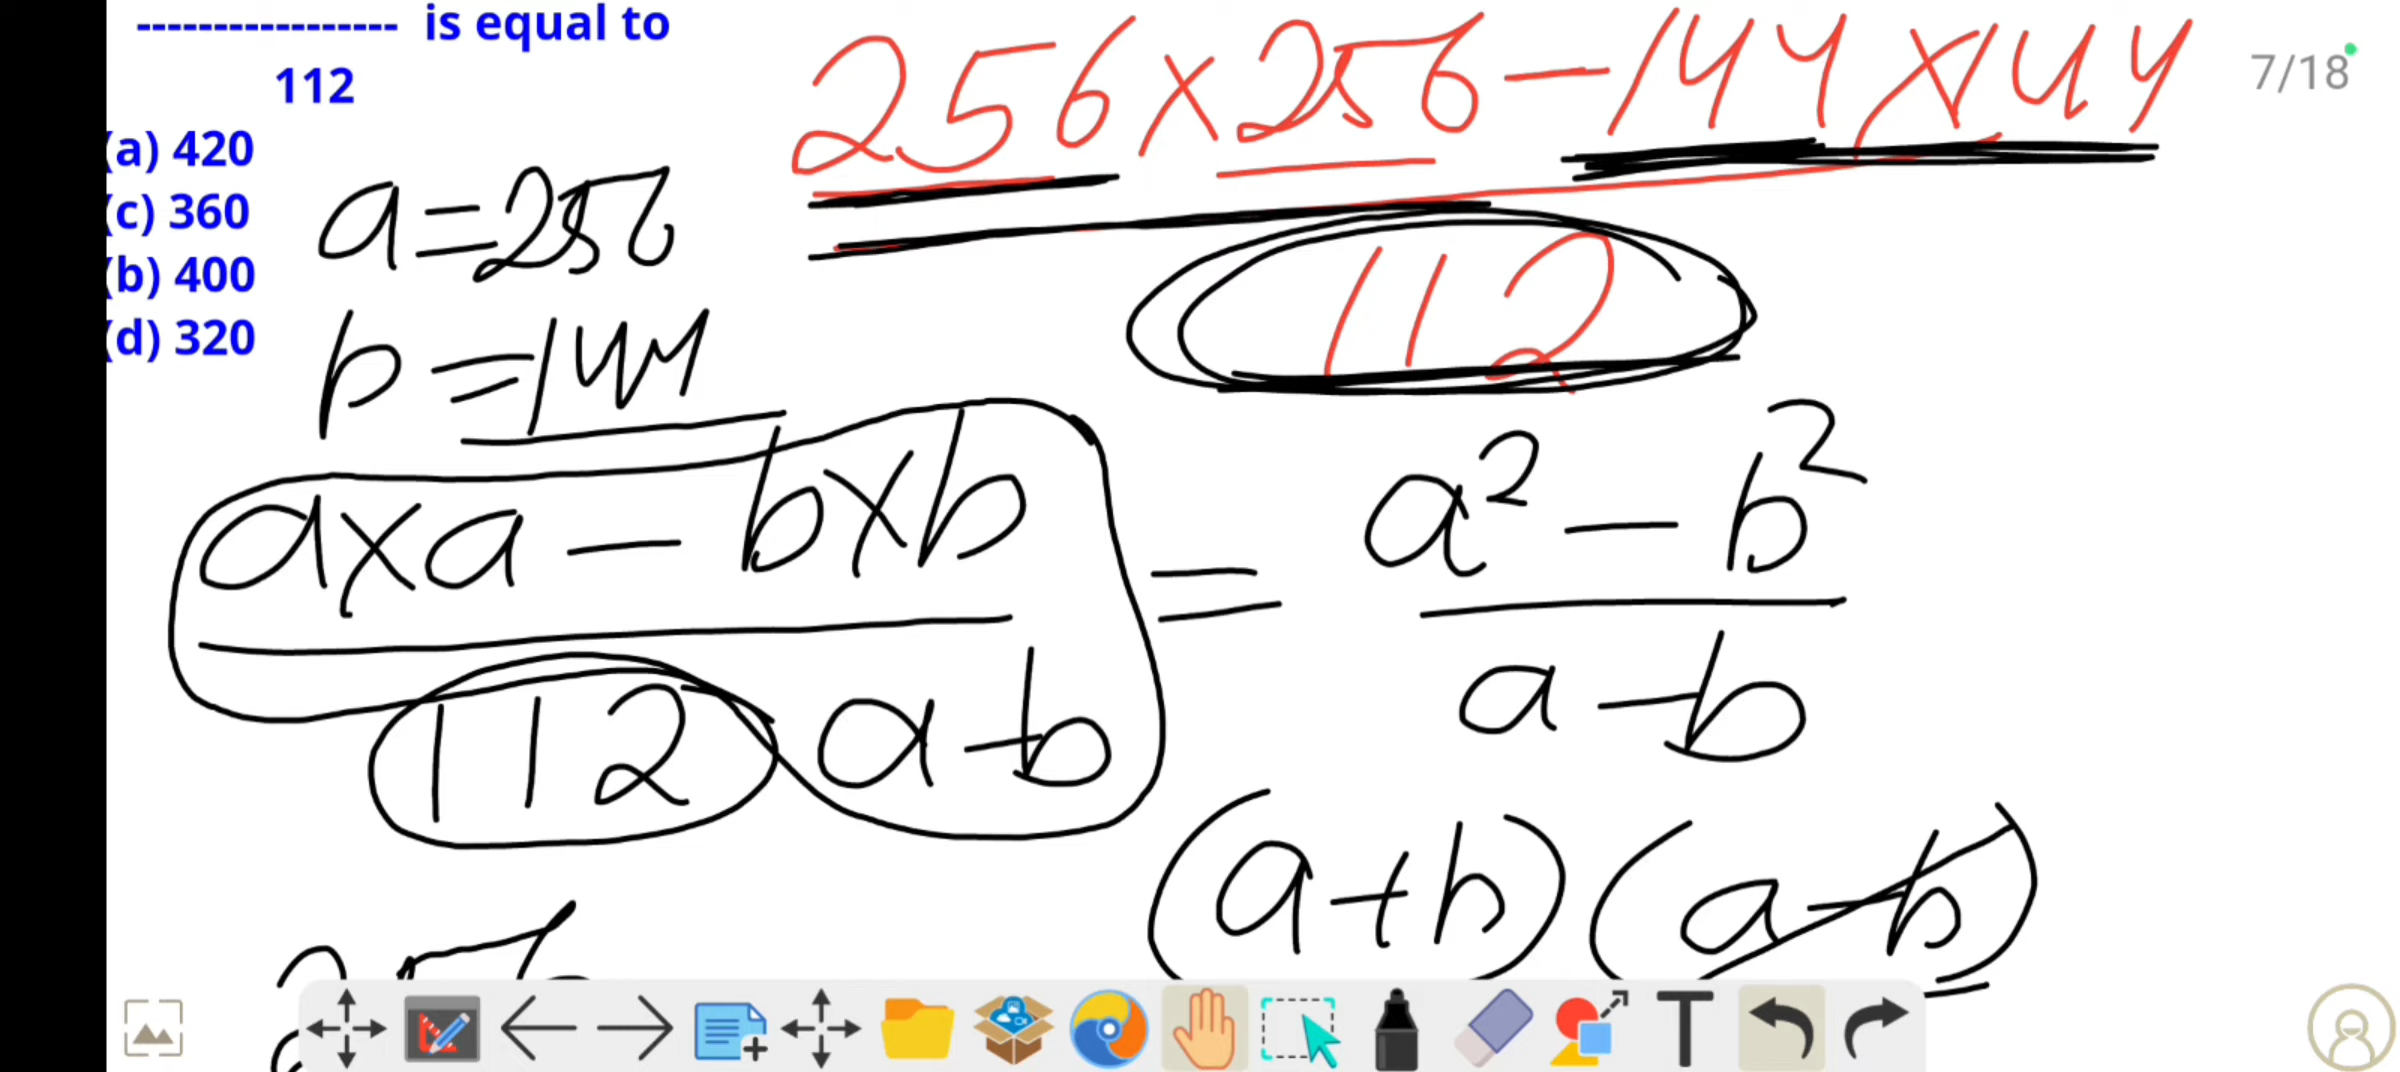 ----------------- is equal to
112
(a) 420
(c) 360
(b) 400
(d) 320
256 x 256 - 144 x 144
112
7/18
a = 256
b = 144
a x a - b x b
112 a - b
=
a² - b²
a - b
(a + b) (a - b)
256
T